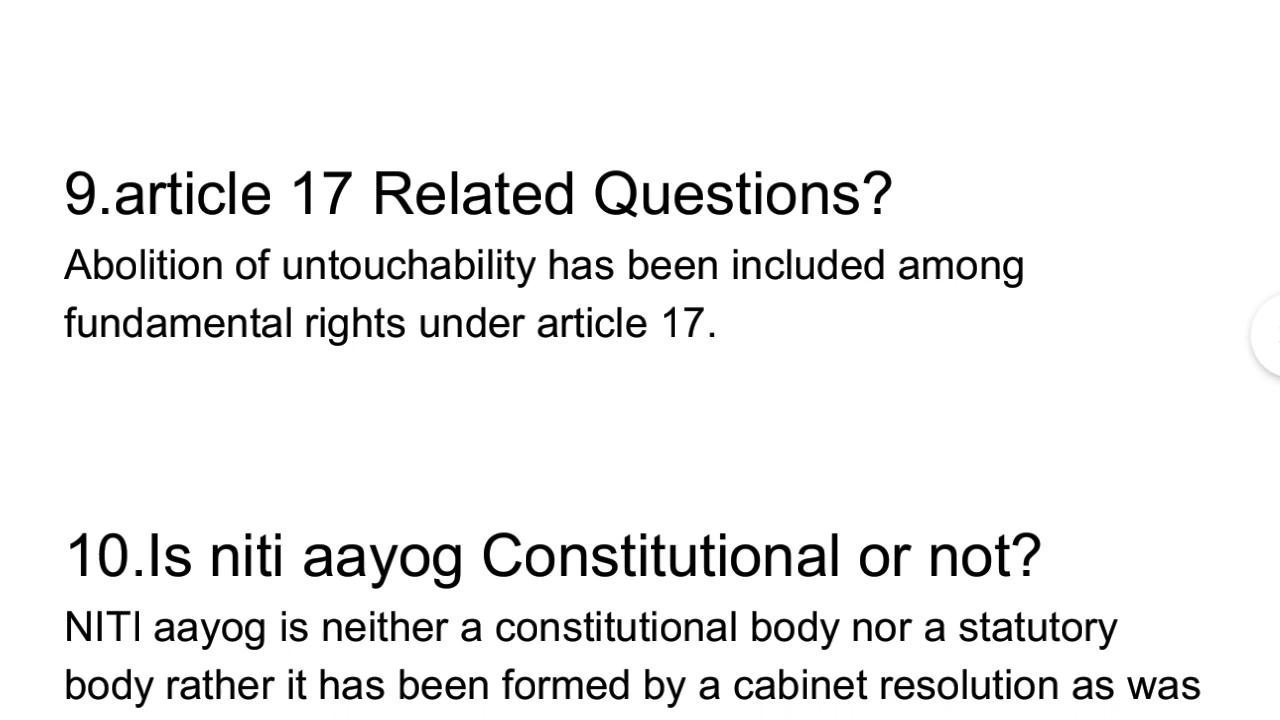 9.article 17 Related Questions?
Abolition of untouchability has been included among
fundamental rights under article 17.
10.Is niti aayog Constitutional or not?
NITI aayog is neither a constitutional body nor a statutory
body rather it has been formed by a cabinet resolution as was